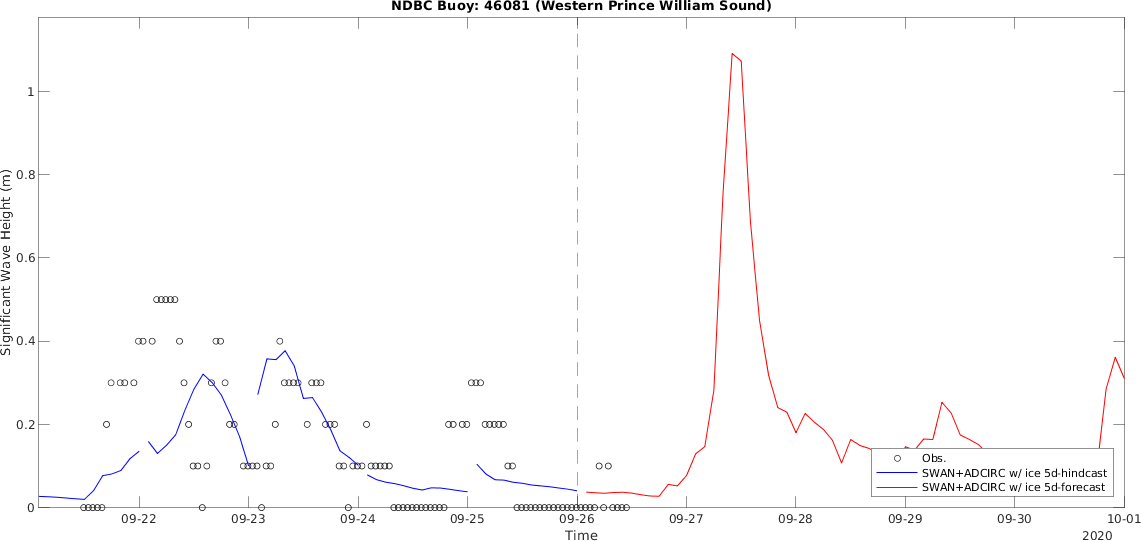 NDBC Buoy: 46081 (Western Prince William Sound)
Significant Wave Height (m)
1
0.8
0.6
0.4
0.2
0
09-22 09-23 09-24 09-25 09-26 09-27 09-28 09-29 09-30 10-01
Time
2020
Obs.
SWAN+ADCIRC w/ ice 5d-hindcast
SWAN+ADCIRC w/ ice 5d-forecast